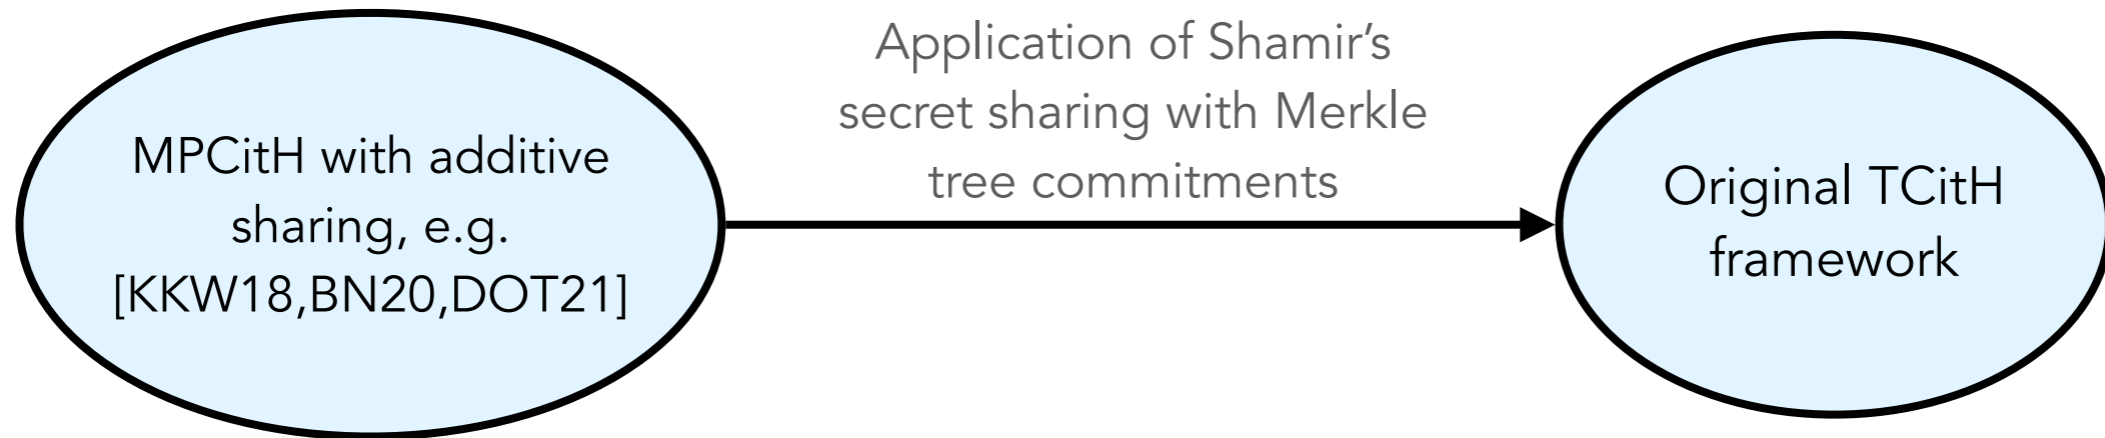 MPCitH with additive
sharing, e.g.
[KKW18,BN20,DOT21]
Application of Shamir's
secret sharing with Merkle
tree commitments
Original TCitH
framework